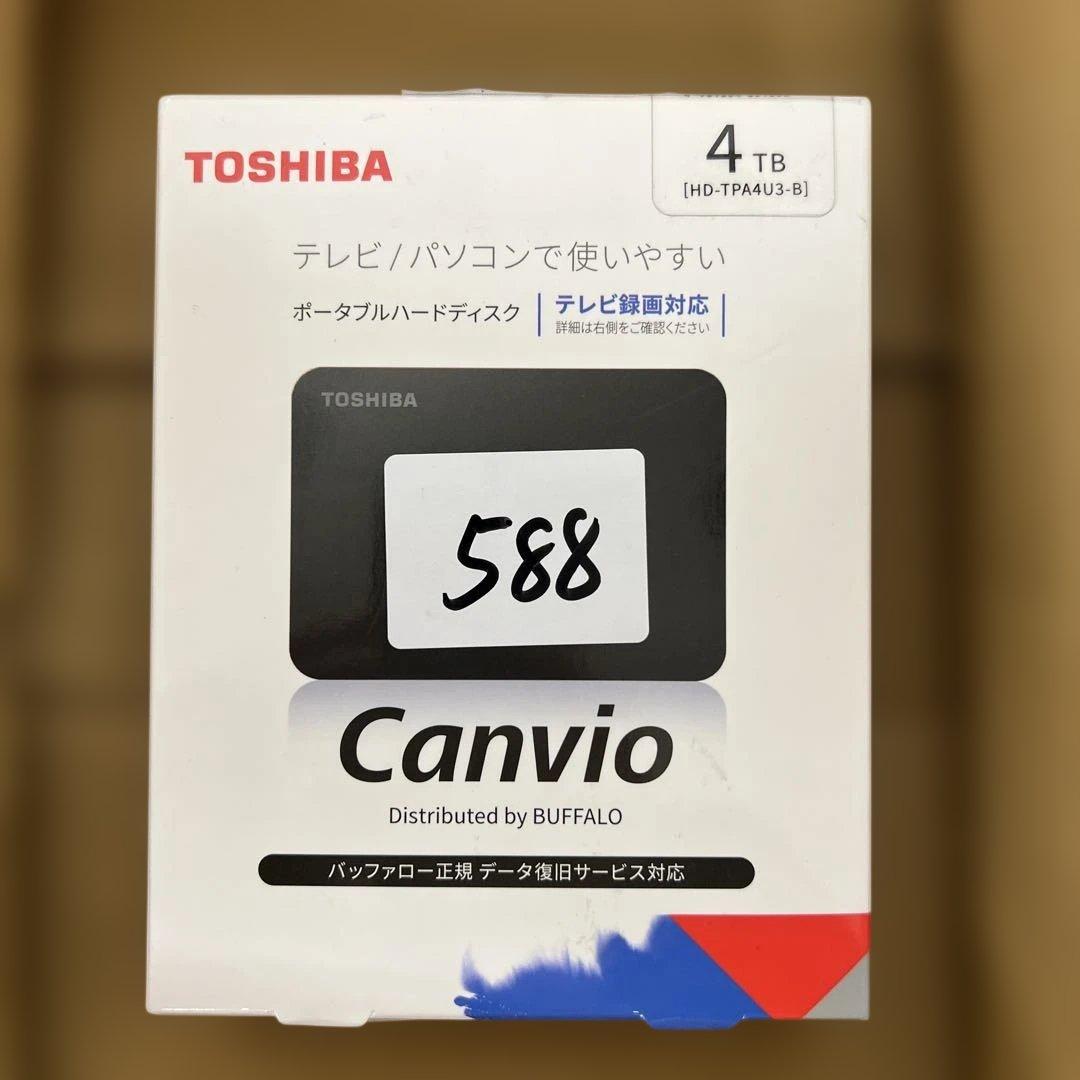 TOSHIBA
4 TB
[HD-TPA4U3-B]
テレビ/パソコンで使いやすい
ポータブルハードディスク
テレビ録画対応
詳細は右側をご確認ください
TOSHIBA
588
Canvio
Distributed by BUFFALO
バッファロー正規 データ復旧サービス対応